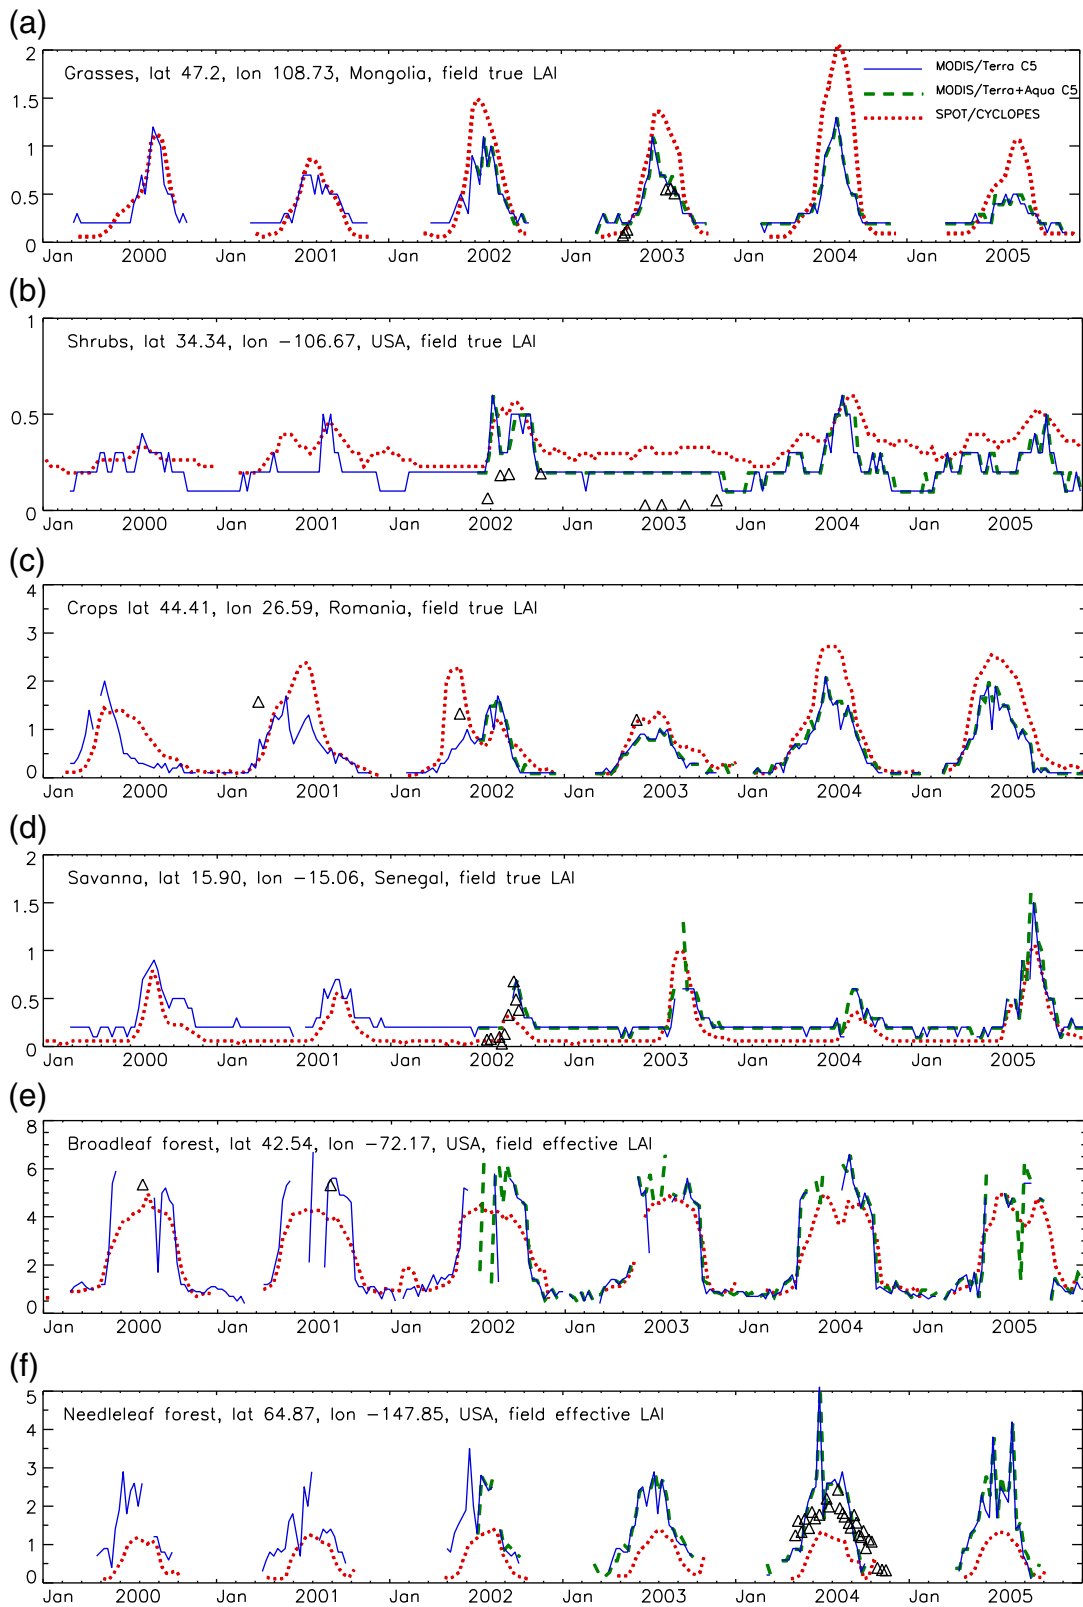 (a)
2
1.5
1
0.5
0
Grasses, lat 47.2, lon 108.73, Mongolia, field true LAI
MODIS/Terra C5
MODIS/Terra+Aqua C5
SPOT/CYCLOPES
Jan 2000 Jan 2001 Jan 2002 Jan 2003 Jan 2004 Jan 2005
(b)
1
0.5
0
Shrubs, lat 34.34, lon −106.67, USA, field true LAI
Jan 2000 Jan 2001 Jan 2002 Jan 2003 Jan 2004 Jan 2005
(c)
4
3
2
1
0
Crops lat 44.41, lon 26.59, Romania, field true LAI
Jan 2000 Jan 2001 Jan 2002 Jan 2003 Jan 2004 Jan 2005
(d)
2
1.5
1
0.5
0
Savanna, lat 15.90, lon −15.06, Senegal, field true LAI
Jan 2000 Jan 2001 Jan 2002 Jan 2003 Jan 2004 Jan 2005
(e)
8
6
4
2
0
Broadleaf forest, lat 42.54, lon −72.17, USA, field effective LAI
Jan 2000 Jan 2001 Jan 2002 Jan 2003 Jan 2004 Jan 2005
(f)
5
4
3
2
1
0
Needleleaf forest, lat 64.87, lon −147.85, USA, field effective LAI
Jan 2000 Jan 2001 Jan 2002 Jan 2003 Jan 2004 Jan 2005